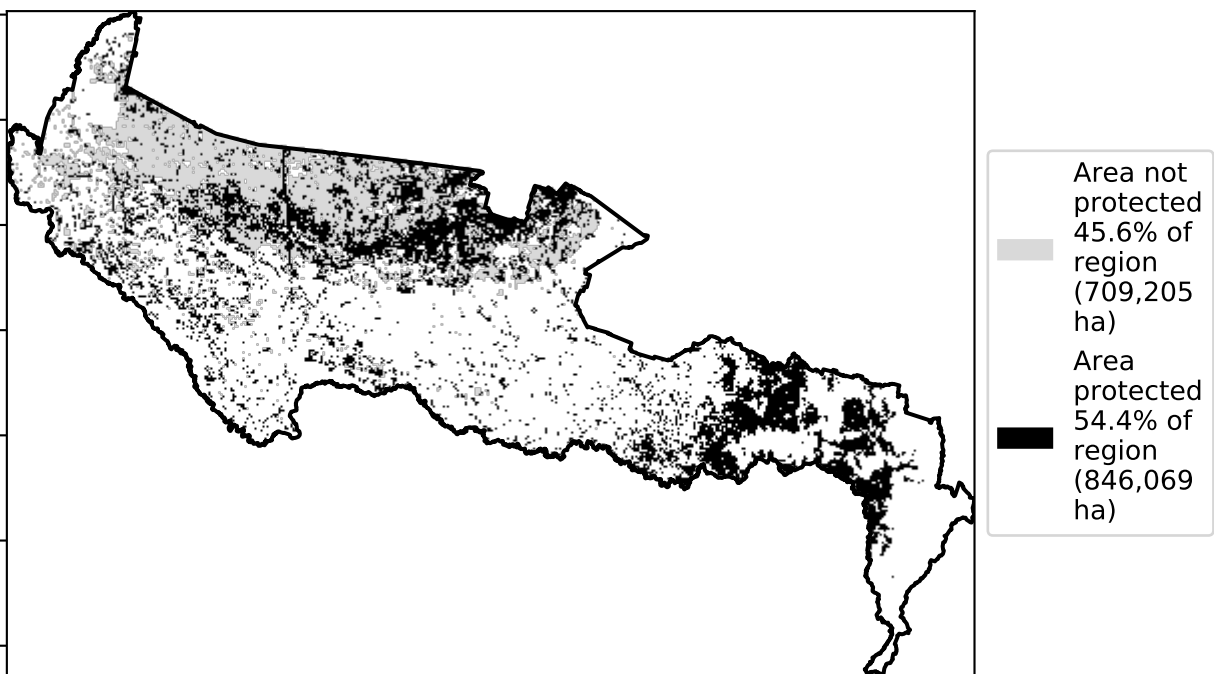 Area not
protected
45.6% of
region
(709,205
ha)
Area
protected
54.4% of
region
(846,069
ha)